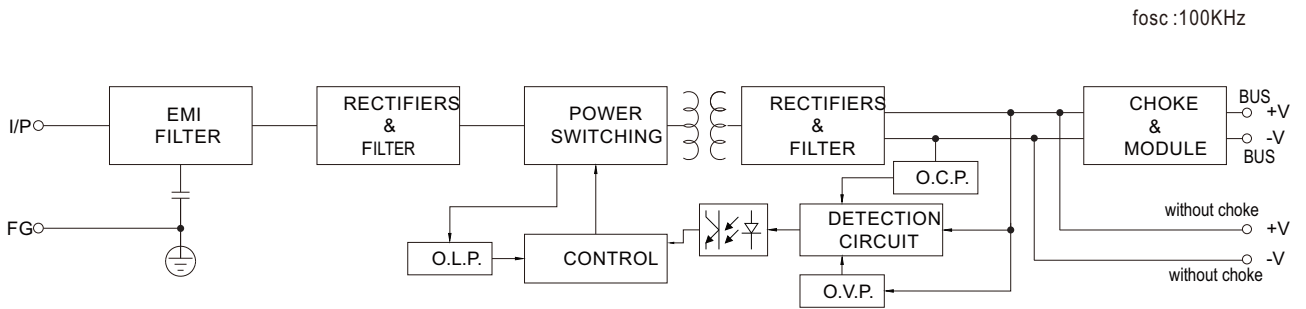 fosc :100KHz
I/P
EMI
FILTER
RECTIFIERS
&
FILTER
POWER
SWITCHING
RECTIFIERS
&
FILTER
CHOKE
&
MODULE
BUS
+V
-V
BUS
O.C.P.
FG
O.L.P.
CONTROL
DETECTION
CIRCUIT
O.V.P.
without choke
+V
-V
without choke